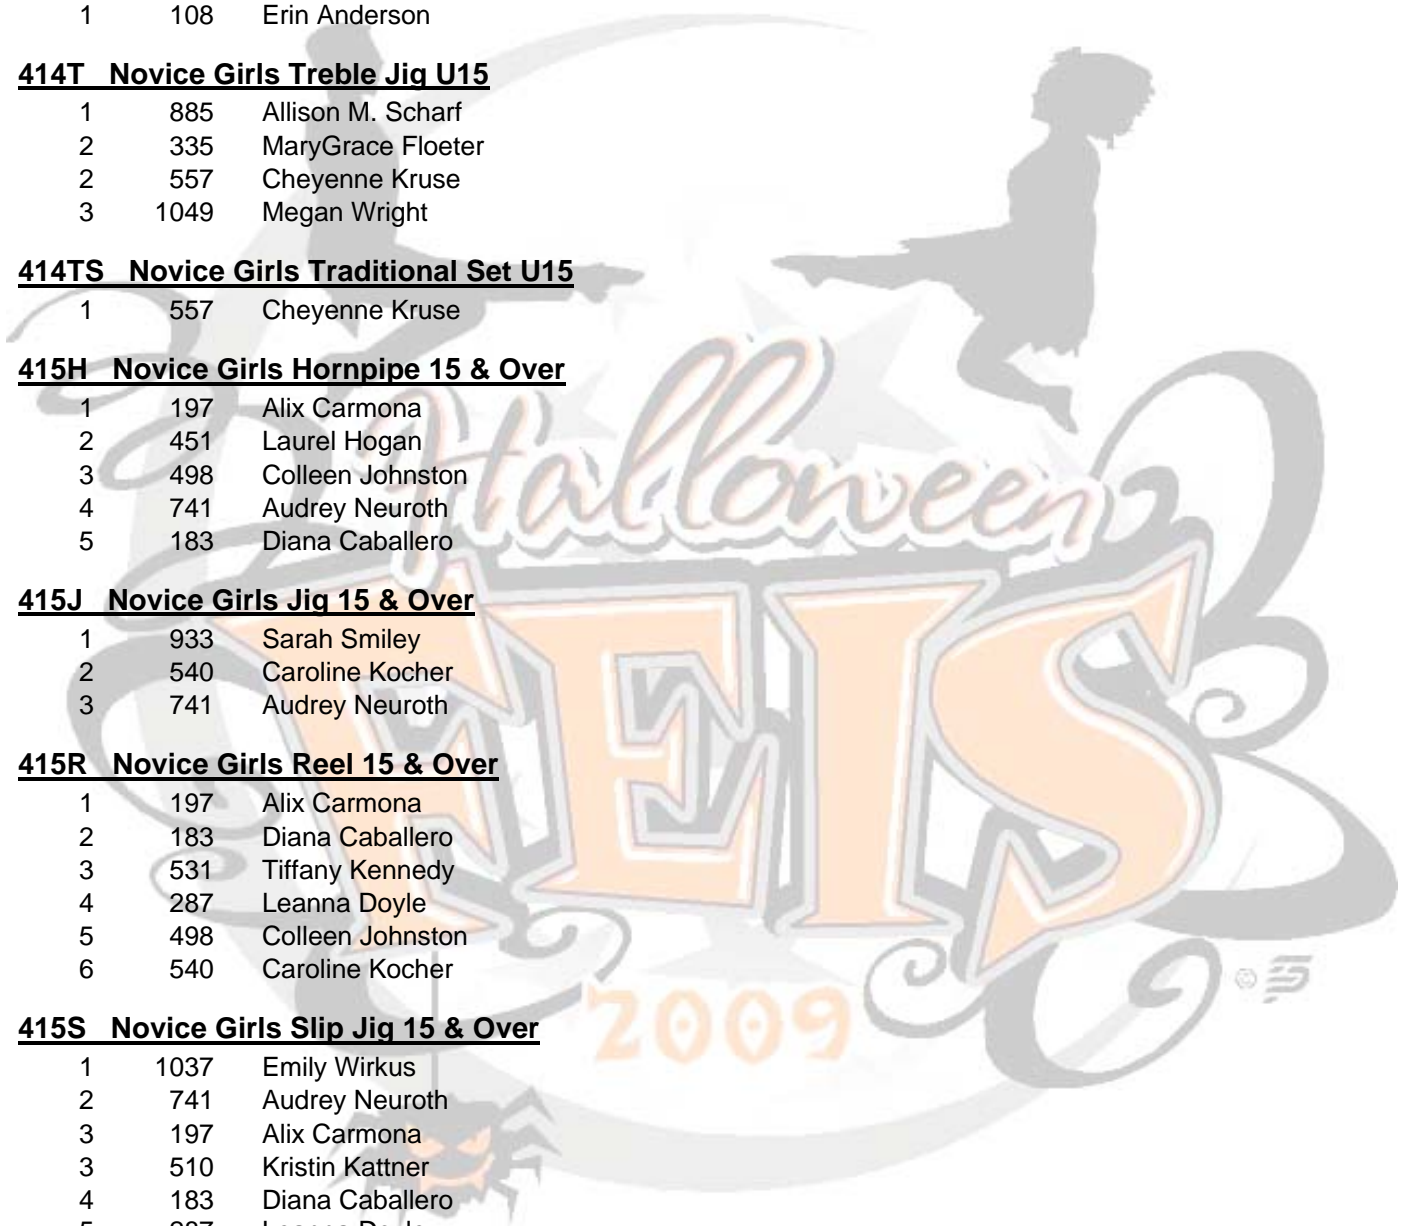 1 108 Erin Anderson
414T Novice Girls Treble Jig U15
1 885 Allison M. Scharf
2 335 MaryGrace Floeter
2 557 Cheyenne Kruse
3 1049 Megan Wright
414TS Novice Girls Traditional Set U15
1 557 Cheyenne Kruse
415H Novice Girls Hornpipe 15 & Over
1 197 Alix Carmona
2 451 Laurel Hogan
3 498 Colleen Johnston
4 741 Audrey Neuroth
5 183 Diana Caballero
415J Novice Girls Jig 15 & Over
1 933 Sarah Smiley
2 540 Caroline Kocher
3 741 Audrey Neuroth
415R Novice Girls Reel 15 & Over
1 197 Alix Carmona
2 183 Diana Caballero
3 531 Tiffany Kennedy
4 287 Leanna Doyle
5 498 Colleen Johnston
6 540 Caroline Kocher
415S Novice Girls Slip Jig 15 & Over
1 1037 Emily Wirkus
2 741 Audrey Neuroth
3 197 Alix Carmona
3 510 Kristin Kattner
4 183 Diana Caballero
5 287 Leanna Doyle
Halloween
FEIS
2009